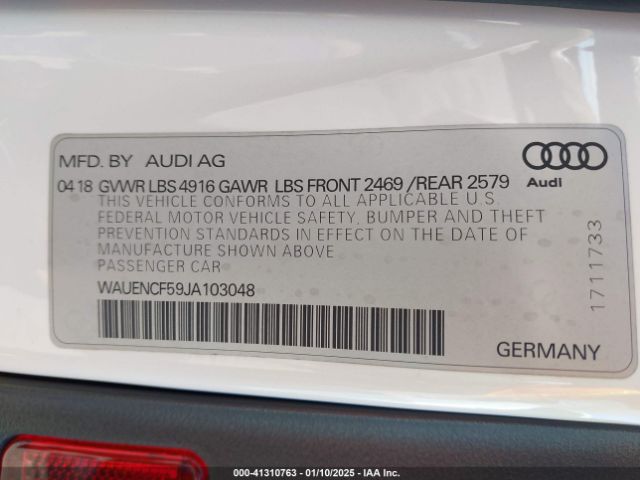 MFD. BY AUDI AG
Audi
04 18 GVWR LBS 4916 GAWR LBS FRONT 2469 /REAR 2579
THIS VEHICLE CONFORMS TO ALL APPLICABLE U.S.
FEDERAL MOTOR VEHICLE SAFETY, BUMPER AND THEFT
PREVENTION STANDARDS IN EFFECT ON THE DATE OF
MANUFACTURE SHOWN ABOVE
PASSENGER CAR
WAUENCF59JA103048
1711733
GERMANY
000-41310763 - 01/10/2025 - IAA Inc.